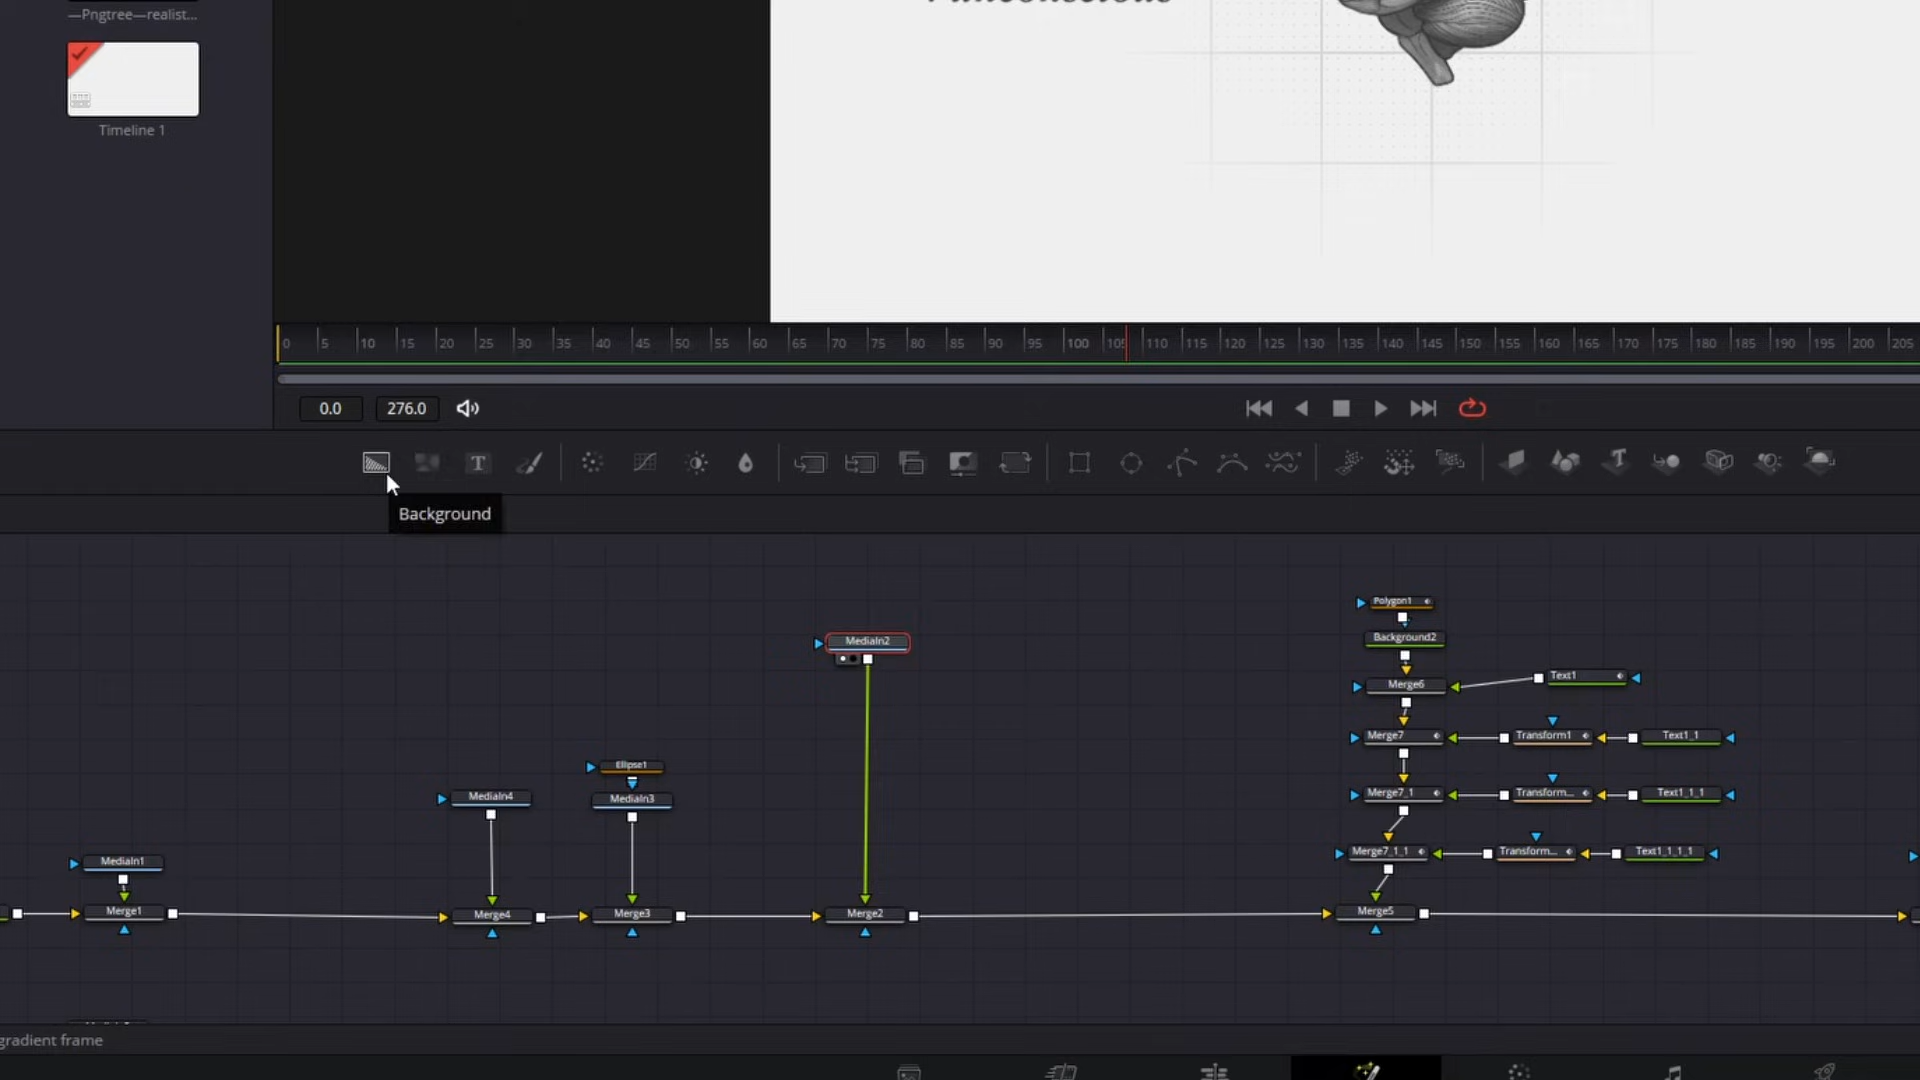 —Pngtree—realist...
Timeline 1
0 5 10 15 20 25 30 35 40 45 50 55 60 65 70 75 80 85 90 95 100 105 110 115 120 125 130 135 140 145 150 155 160 165 170 175 180 185 190 195 200 205
0.0 276.0
T
Background
Polygon1
MediaIn2
Background2
Merge6
Text1
Merge7
Transform1
Text1_1
Ellipse1
MediaIn4
MediaIn3
Merge7_1
Transform...
Text1_1_1
MediaIn1
Merge7_1_1
Transform...
Text1_1_1_1
Merge1
Merge4
Merge3
Merge2
Merge5
gradient frame